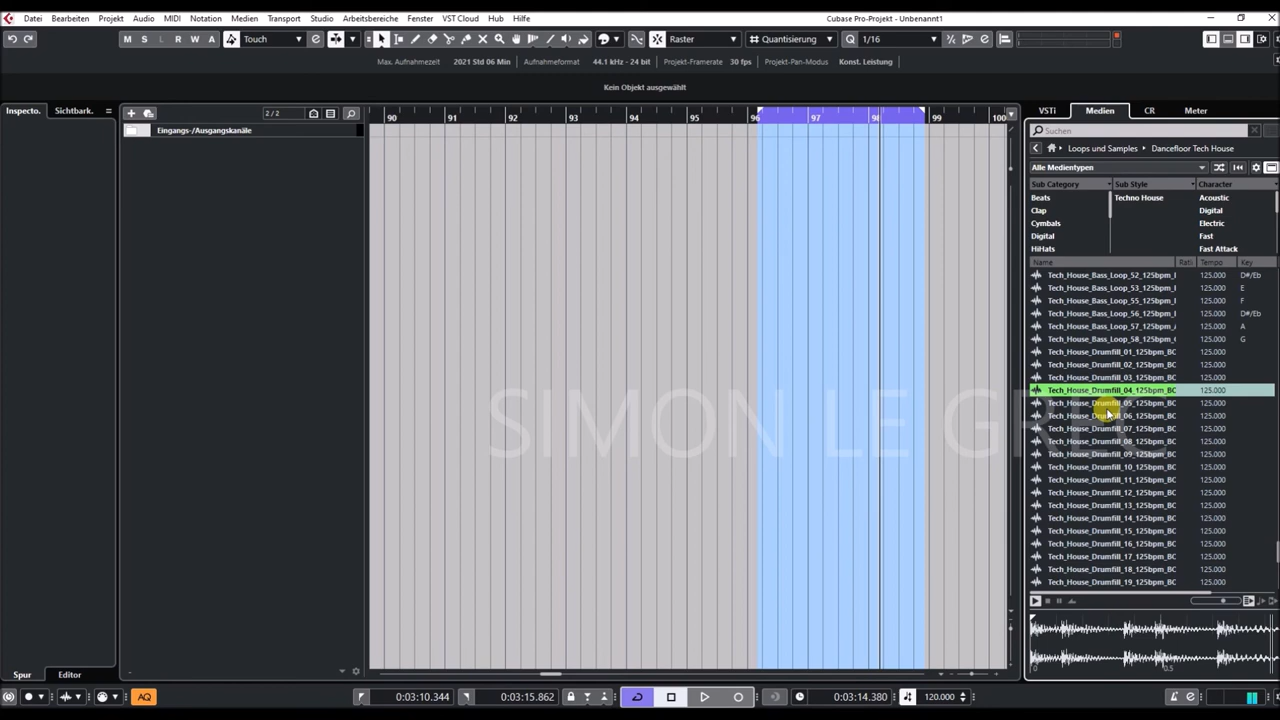 Datei Bearbeiten Projekt Audio MIDI Notation Medien Transport Studio Arbeitsbereiche Fenster VST Cloud Hub Hilfe Cubase Pro-Projekt - Unbenannt1
M S L R W A Touch Raster Quantisierung Q 1/16
Max. Aufnahmezeit 2021 Std 06 Min Aufnahmeformat 44.1 kHz - 24 bit Projekt-Framerate 30 fps Projekt-Pan-Modus Konst. Leistung
Kein Objekt ausgewählt
Inspecto. Sichtbark. 2 / 2 90 91 92 93 94 95 96 97 98 99 100 VSTi Medien CR Meter
Eingangs-/Ausgangskanäle
Suchen
Loops und Samples Dancefloor Tech House
Alle Medientypen
Sub Category Sub Style Character
Beats Techno House Acoustic
Clap Digital
Cymbals Electric
Digital Fast
HiHats Fast Attack
Name Rati Tempo Key
Tech_House_Bass_Loop_52_125bpm_ 125.000 D#/Eb
Tech_House_Bass_Loop_53_125bpm_ 125.000 E
Tech_House_Bass_Loop_55_125bpm_ 125.000 F
Tech_House_Bass_Loop_56_125bpm_ 125.000 D#/Eb
Tech_House_Bass_Loop_57_125bpm_ 125.000 A
Tech_House_Bass_Loop_58_125bpm_ 125.000 G
Tech_House_Drumfill_01_125bpm_BC 125.000
Tech_House_Drumfill_02_125bpm_BC 125.000
Tech_House_Drumfill_03_125bpm_BC 125.000
Tech_House_Drumfill_04_125bpm_BC 125.000
Tech_House_Drumfill_05_125bpm_BC 125.000
Tech_House_Drumfill_06_125bpm_BC 125.000
Tech_House_Drumfill_07_125bpm_BC 125.000
Tech_House_Drumfill_08_125bpm_BC 125.000
Tech_House_Drumfill_09_125bpm_BC 125.000
Tech_House_Drumfill_10_125bpm_BC 125.000
Tech_House_Drumfill_11_125bpm_BC 125.000
Tech_House_Drumfill_12_125bpm_BC 125.000
Tech_House_Drumfill_13_125bpm_BC 125.000
Tech_House_Drumfill_14_125bpm_BC 125.000
Tech_House_Drumfill_15_125bpm_BC 125.000
Tech_House_Drumfill_16_125bpm_BC 125.000
Tech_House_Drumfill_17_125bpm_BC 125.000
Tech_House_Drumfill_18_125bpm_BC 125.000
Tech_House_Drumfill_19_125bpm_BC 125.000
SIMON LE GREC
0 0.5
Spur Editor
AQ 0:03:10.344 0:03:15.862 0:03:14.380 120.000